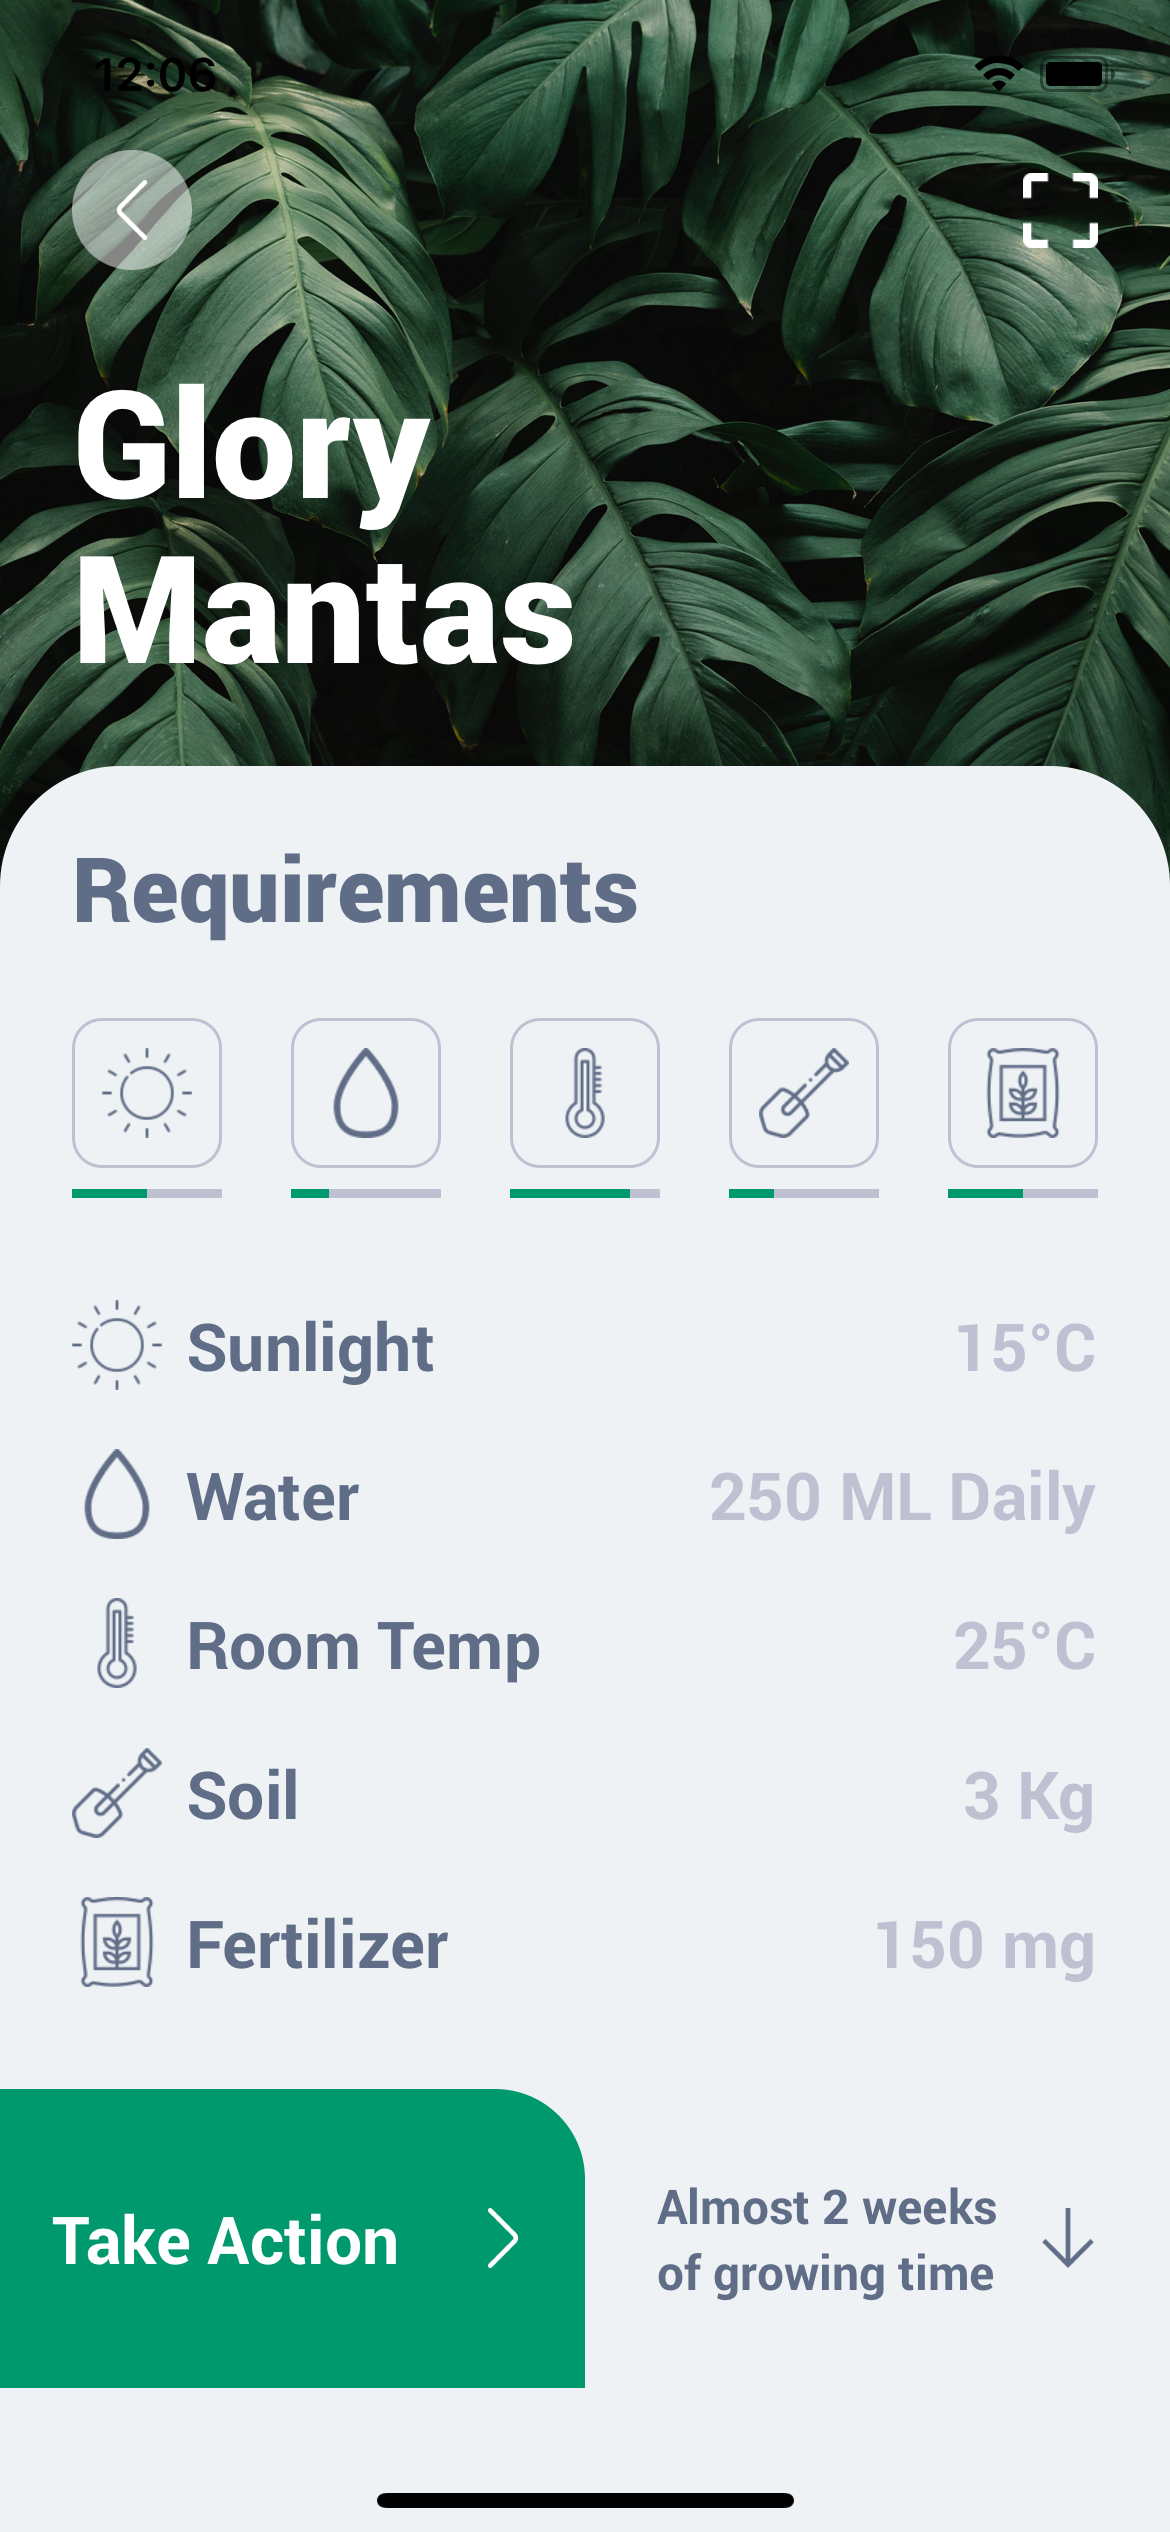 12:06
Glory
Mantas
Requirements
Sunlight 15°C
Water 250 ML Daily
Room Temp 25°C
Soil 3 Kg
Fertilizer 150 mg
Take Action
Almost 2 weeks
of growing time